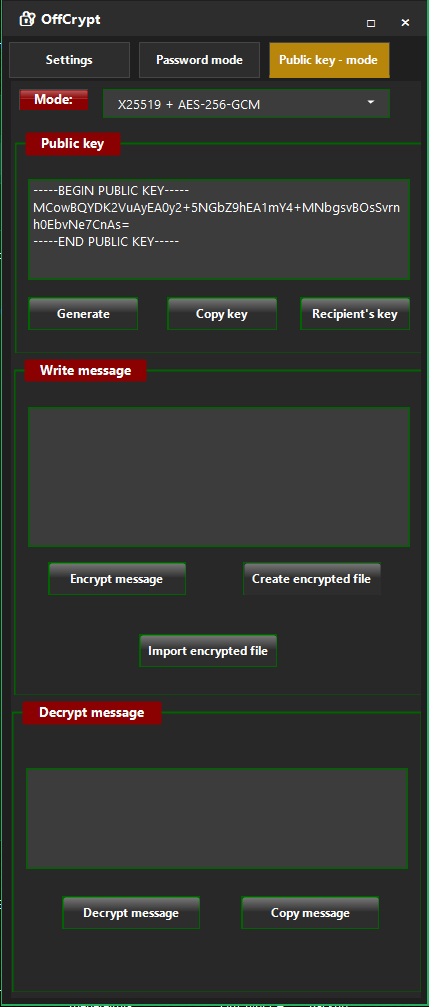 OffCrypt
Settings
Password mode
Public key - mode
Mode:
X25519 + AES-256-GCM
Public key
-----BEGIN PUBLIC KEY-----
MCowBQYDK2VuAyEA0y2+5NGbZ9hEA1mY4+MNbgsvBOsSvrn
h0EbvNe7CnAs=
-----END PUBLIC KEY-----
Generate
Copy key
Recipient's key
Write message
Encrypt message
Create encrypted file
Import encrypted file
Decrypt message
Decrypt message
Copy message